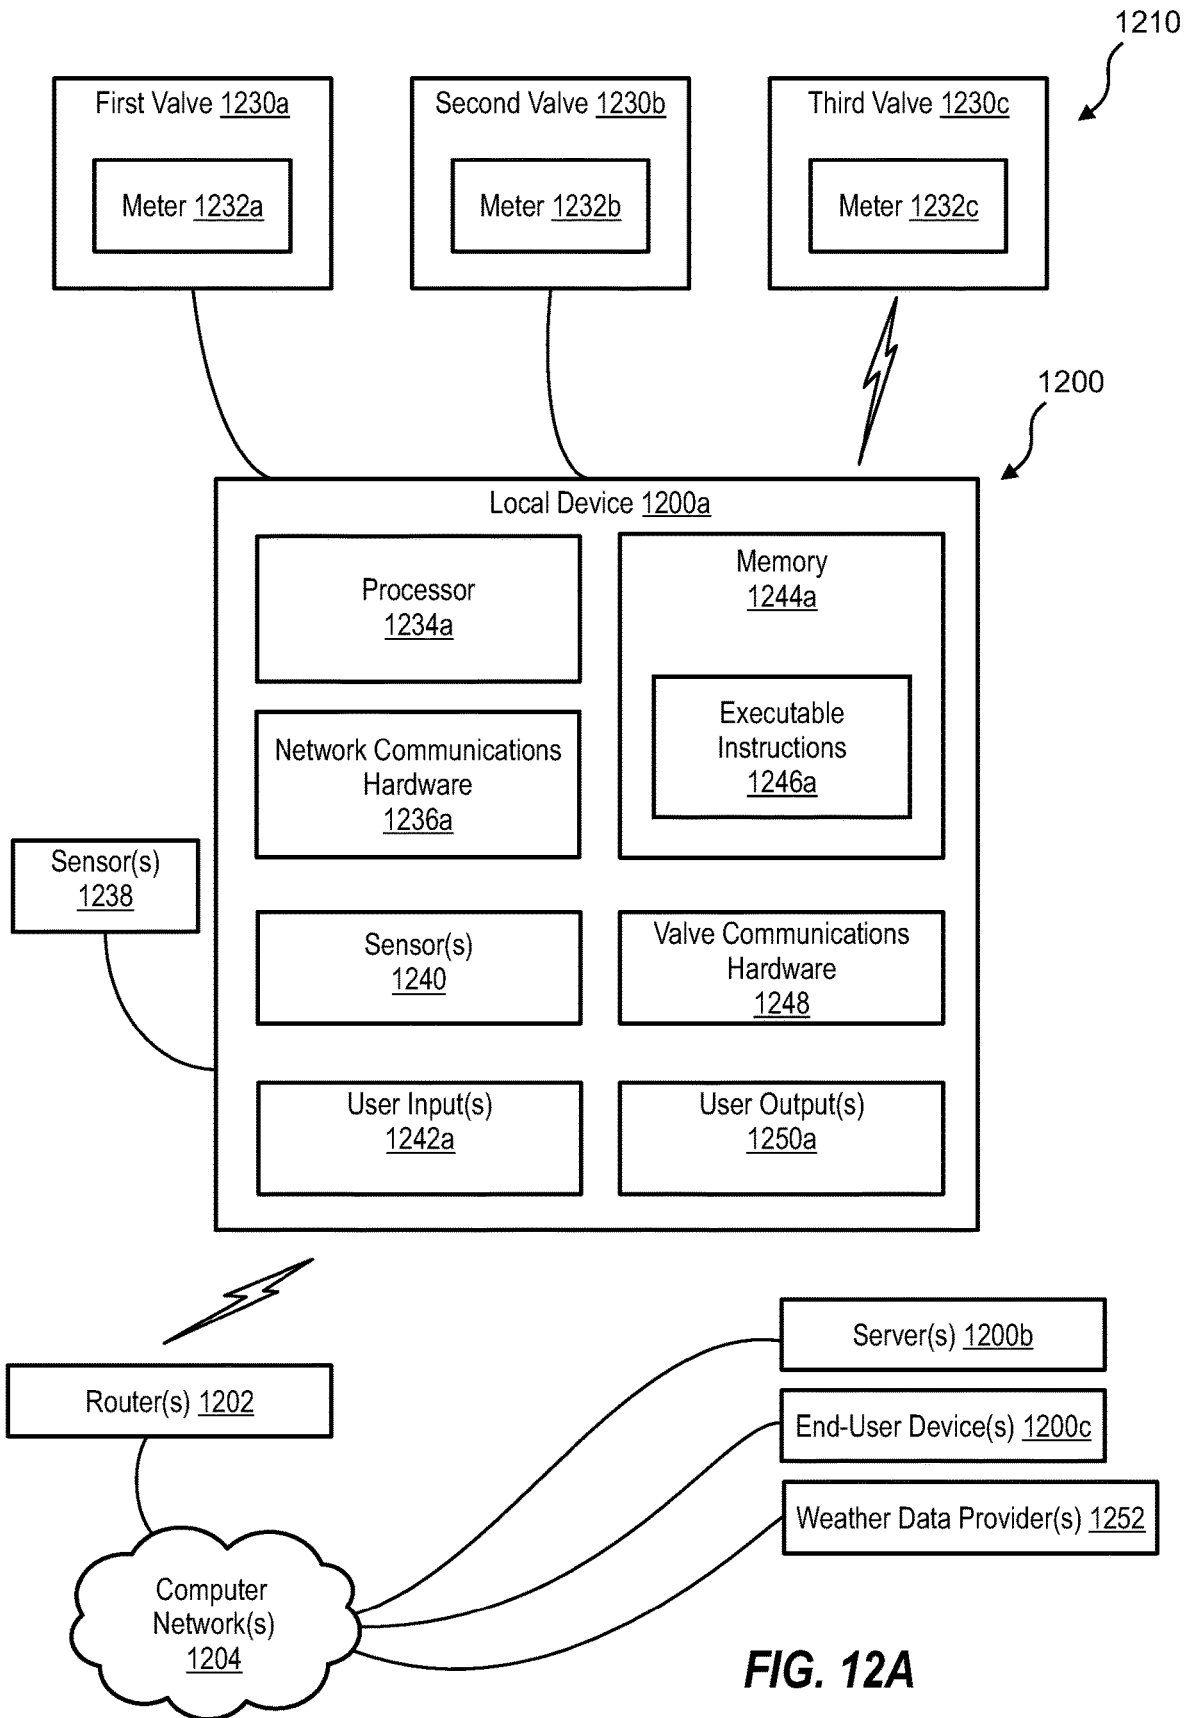 1210
First Valve 1230a
Second Valve 1230b
Third Valve 1230c
Meter 1232a
Meter 1232b
Meter 1232c
1200
Local Device 1200a
Processor
1234a
Memory
1244a
Executable
Instructions
1246a
Network Communications
Hardware
1236a
Sensor(s)
1238
Sensor(s)
1240
Valve Communications
Hardware
1248
User Input(s)
1242a
User Output(s)
1250a
Router(s) 1202
Server(s) 1200b
End-User Device(s) 1200c
Weather Data Provider(s) 1252
Computer
Network(s)
1204
FIG. 12A